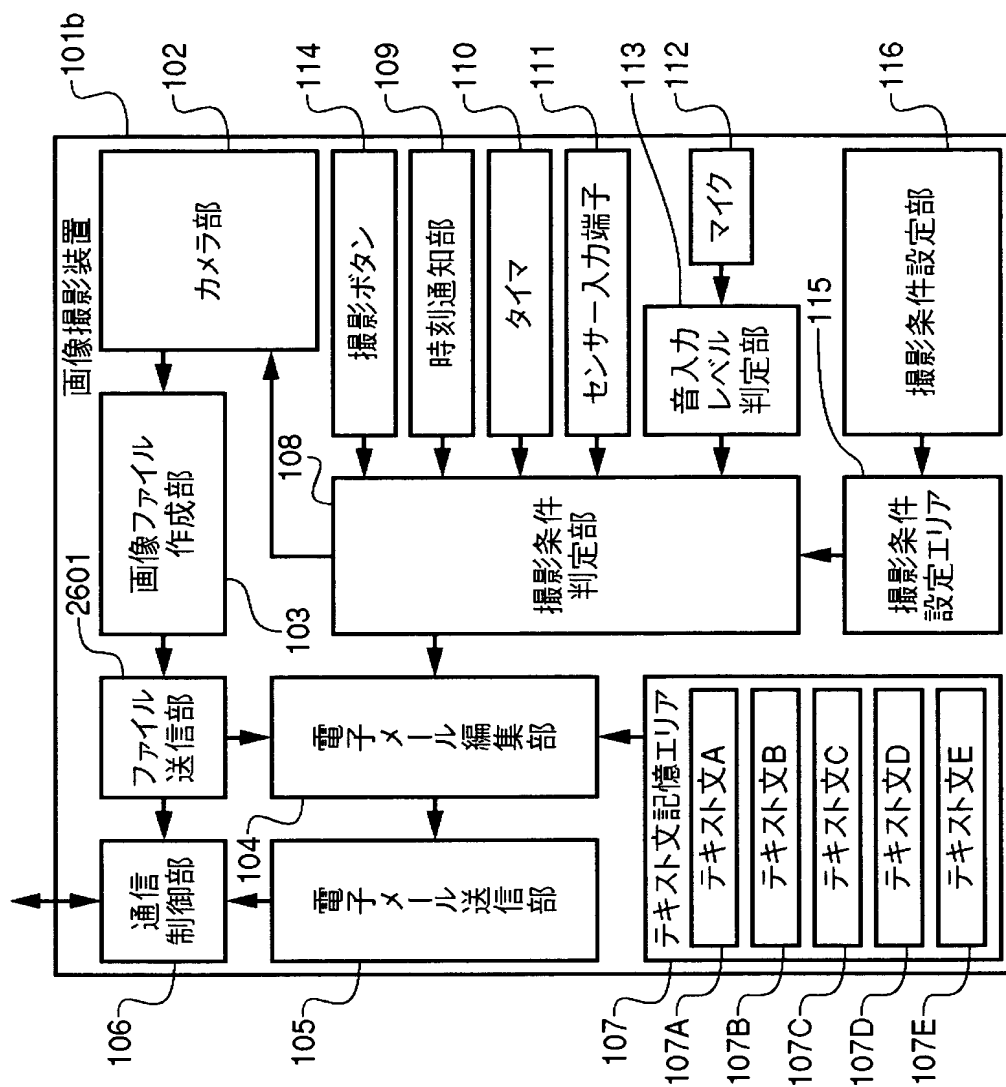 画像撮影装置
101b
カメラ部
102
画像ファイル
作成部
103
ファイル
送信部
2601
通信
制御部
106
撮影ボタン
114
時刻通知部
109
タイマ
110
センサー入力端子
111
マイク
112
音入力
レベル
判定部
113
撮影条件
判定部
108
電子メール編集部
104
電子メール送信部
105
撮影条件設定部
116
撮影条件
設定エリア
115
テキスト文記憶エリア
107
テキスト文A
107A
テキスト文B
107B
テキスト文C
107C
テキスト文D
107D
テキスト文E
107E